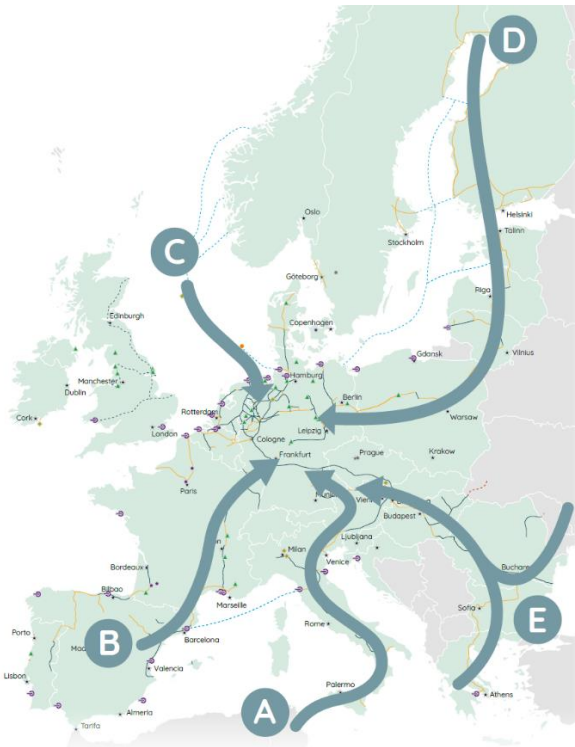 D
Oslo
Helsinki
Talinn
Stockholm
C
Göteborg
Riga
Edinburgh
Copenhagen
Vilnius
Gdansk
Hamburg
Manchester
Dublin
Berlin
Rotterdam
Warsaw
Cork
London
Leipzig
Cologne
Frankfurt
Prague
Krakow
Paris
Budapest
Ljubljana
Milan
Venice
Bordeaux
Bilbao
Marseille
Sofia
E
Porto
B
Barcelona
Rome
Lisbon
Valencia
Palermo
Athens
A
Almeria
Tarifa